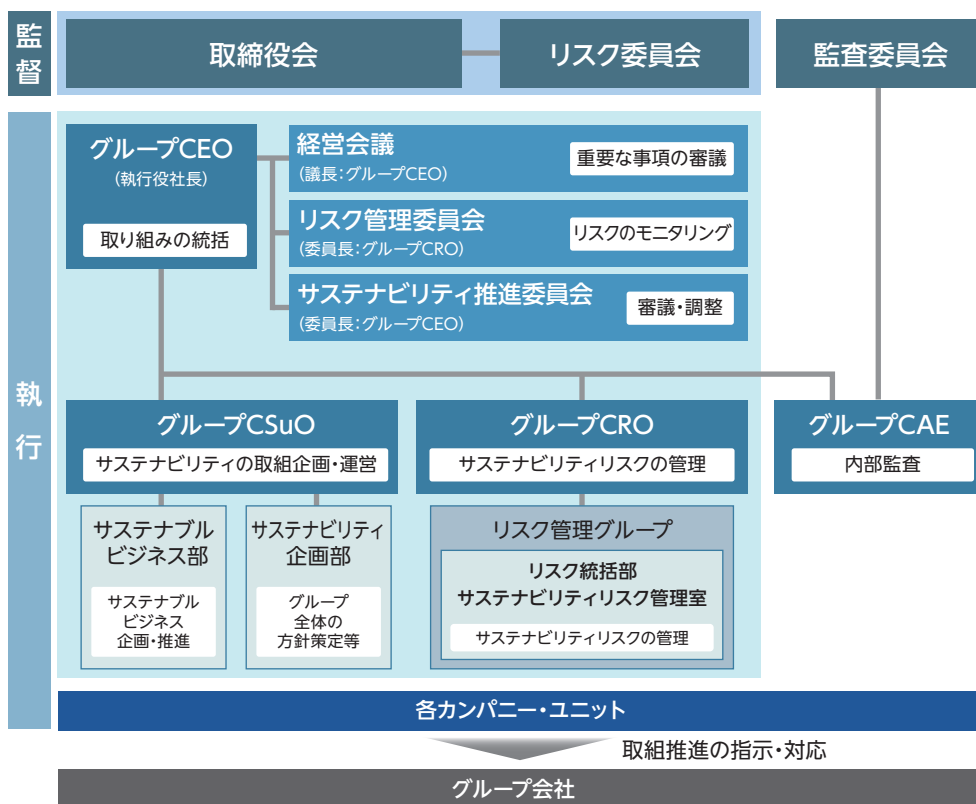 監督
取締役会
リスク委員会
監査委員会
執行
グループCEO
(執行役社長)
取り組みの統括
経営会議
(議長:グループCEO)
重要な事項の審議
リスク管理委員会
(委員長:グループCRO)
リスクのモニタリング
サステナビリティ推進委員会
(委員長:グループCEO)
審議・調整
グループCSuO
サステナビリティの取組企画・運営
グループCRO
サステナビリティリスクの管理
グループCAE
内部監査
サステナブル
ビジネス部
サステナブル
ビジネス
企画・推進
サステナビリティ
企画部
グループ
全体の
方針策定等
リスク管理グループ
リスク統括部
サステナビリティリスク管理室
サステナビリティリスクの管理
各カンパニー・ユニット
取組推進の指示・対応
グループ会社